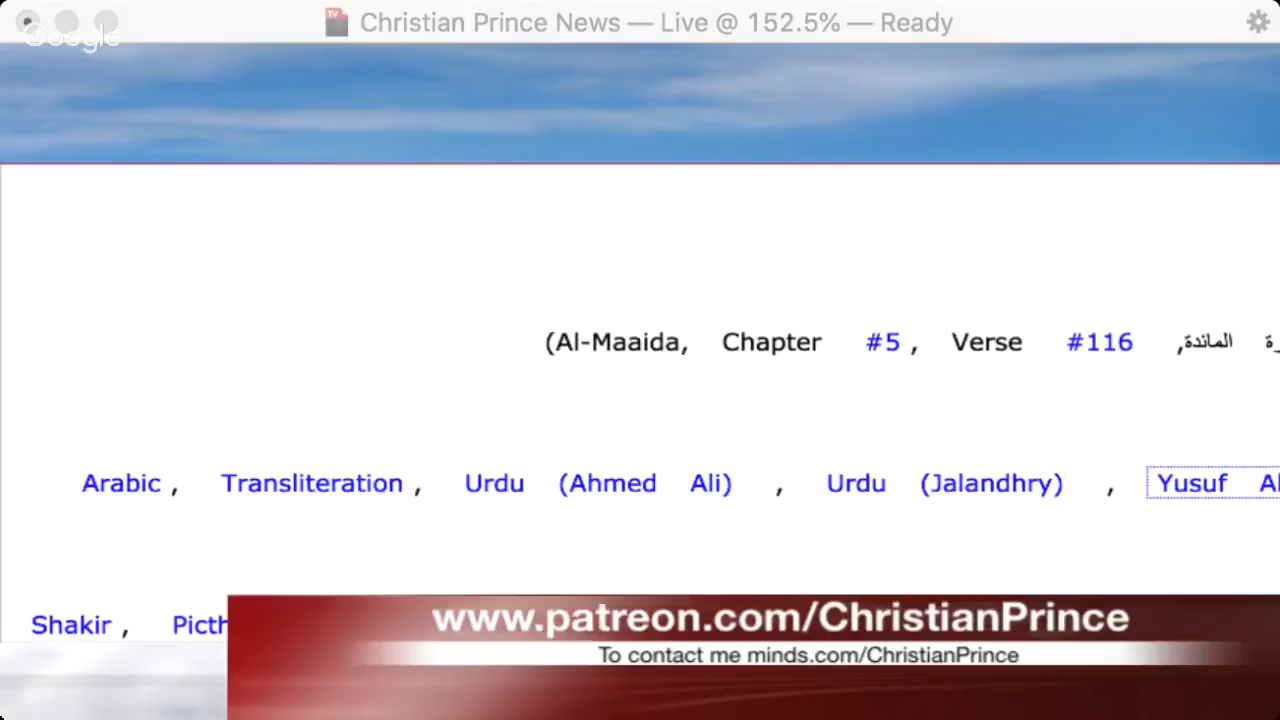 Christian Prince News — Live @ 152.5% — Ready
Google
(Al-Maaida, Chapter #5 , Verse #116 ,المائدة
Arabic , Transliteration , Urdu (Ahmed Ali) , Urdu (Jalandhry) , Yusuf
Shakir ,
www.patreon.com/ChristianPrince
To contact me minds.com/ChristianPrince